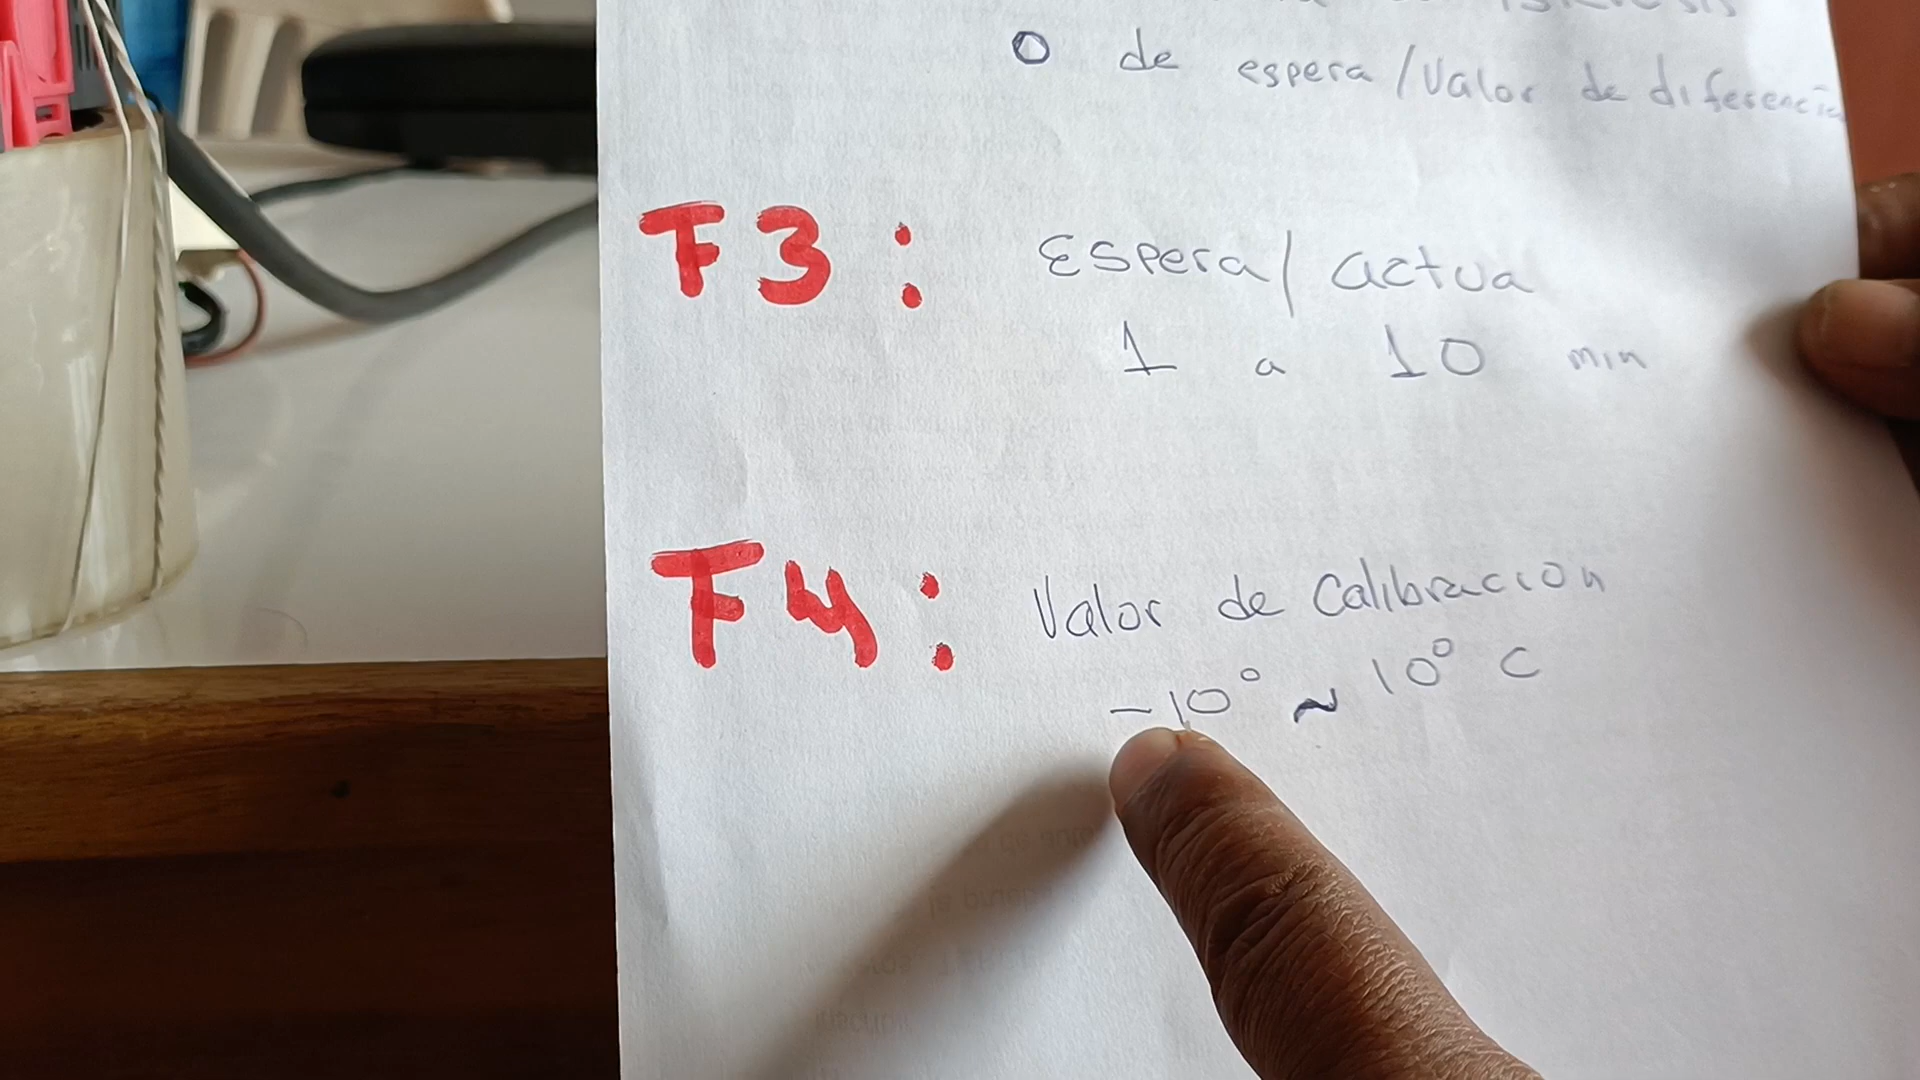 O de espera/Valor de diferencia
F3: Espera/actua
1 a 10 min
F4: Valor de Calibracion
-10° ~ 10° C